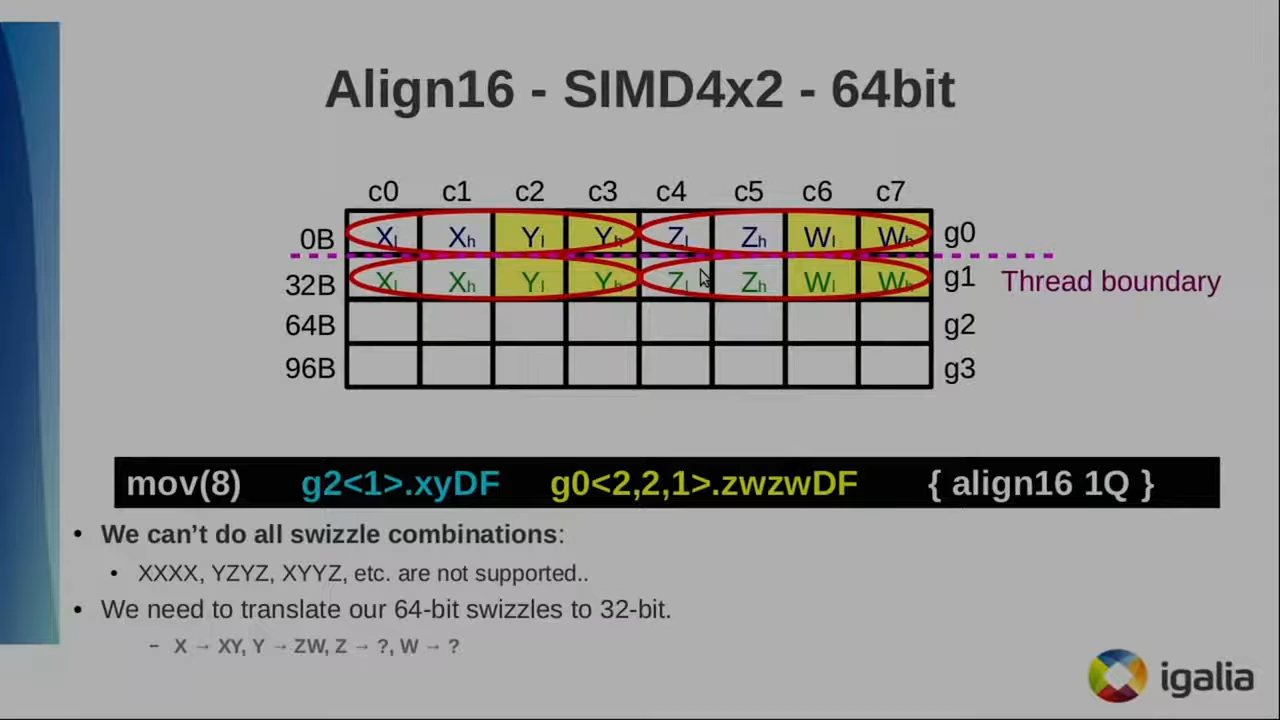 Align16 - SIMD4x2 - 64bit
c0 c1 c2 c3 c4 c5 c6 c7
0B Xl Xh Yl Yh Zl Zh Wl Wh g0
32B Xl Xh Yl Yh Zl Zh Wl Wh g1 Thread boundary
64B g2
96B g3
mov(8) g2<1>.xyDF g0<2,2,1>.zwzwDF { align16 1Q }
• We can’t do all swizzle combinations:
• XXXX, YZYZ, XYYZ, etc. are not supported..
• We need to translate our 64-bit swizzles to 32-bit.
– X → XY, Y → ZW, Z → ?, W → ?
igalia